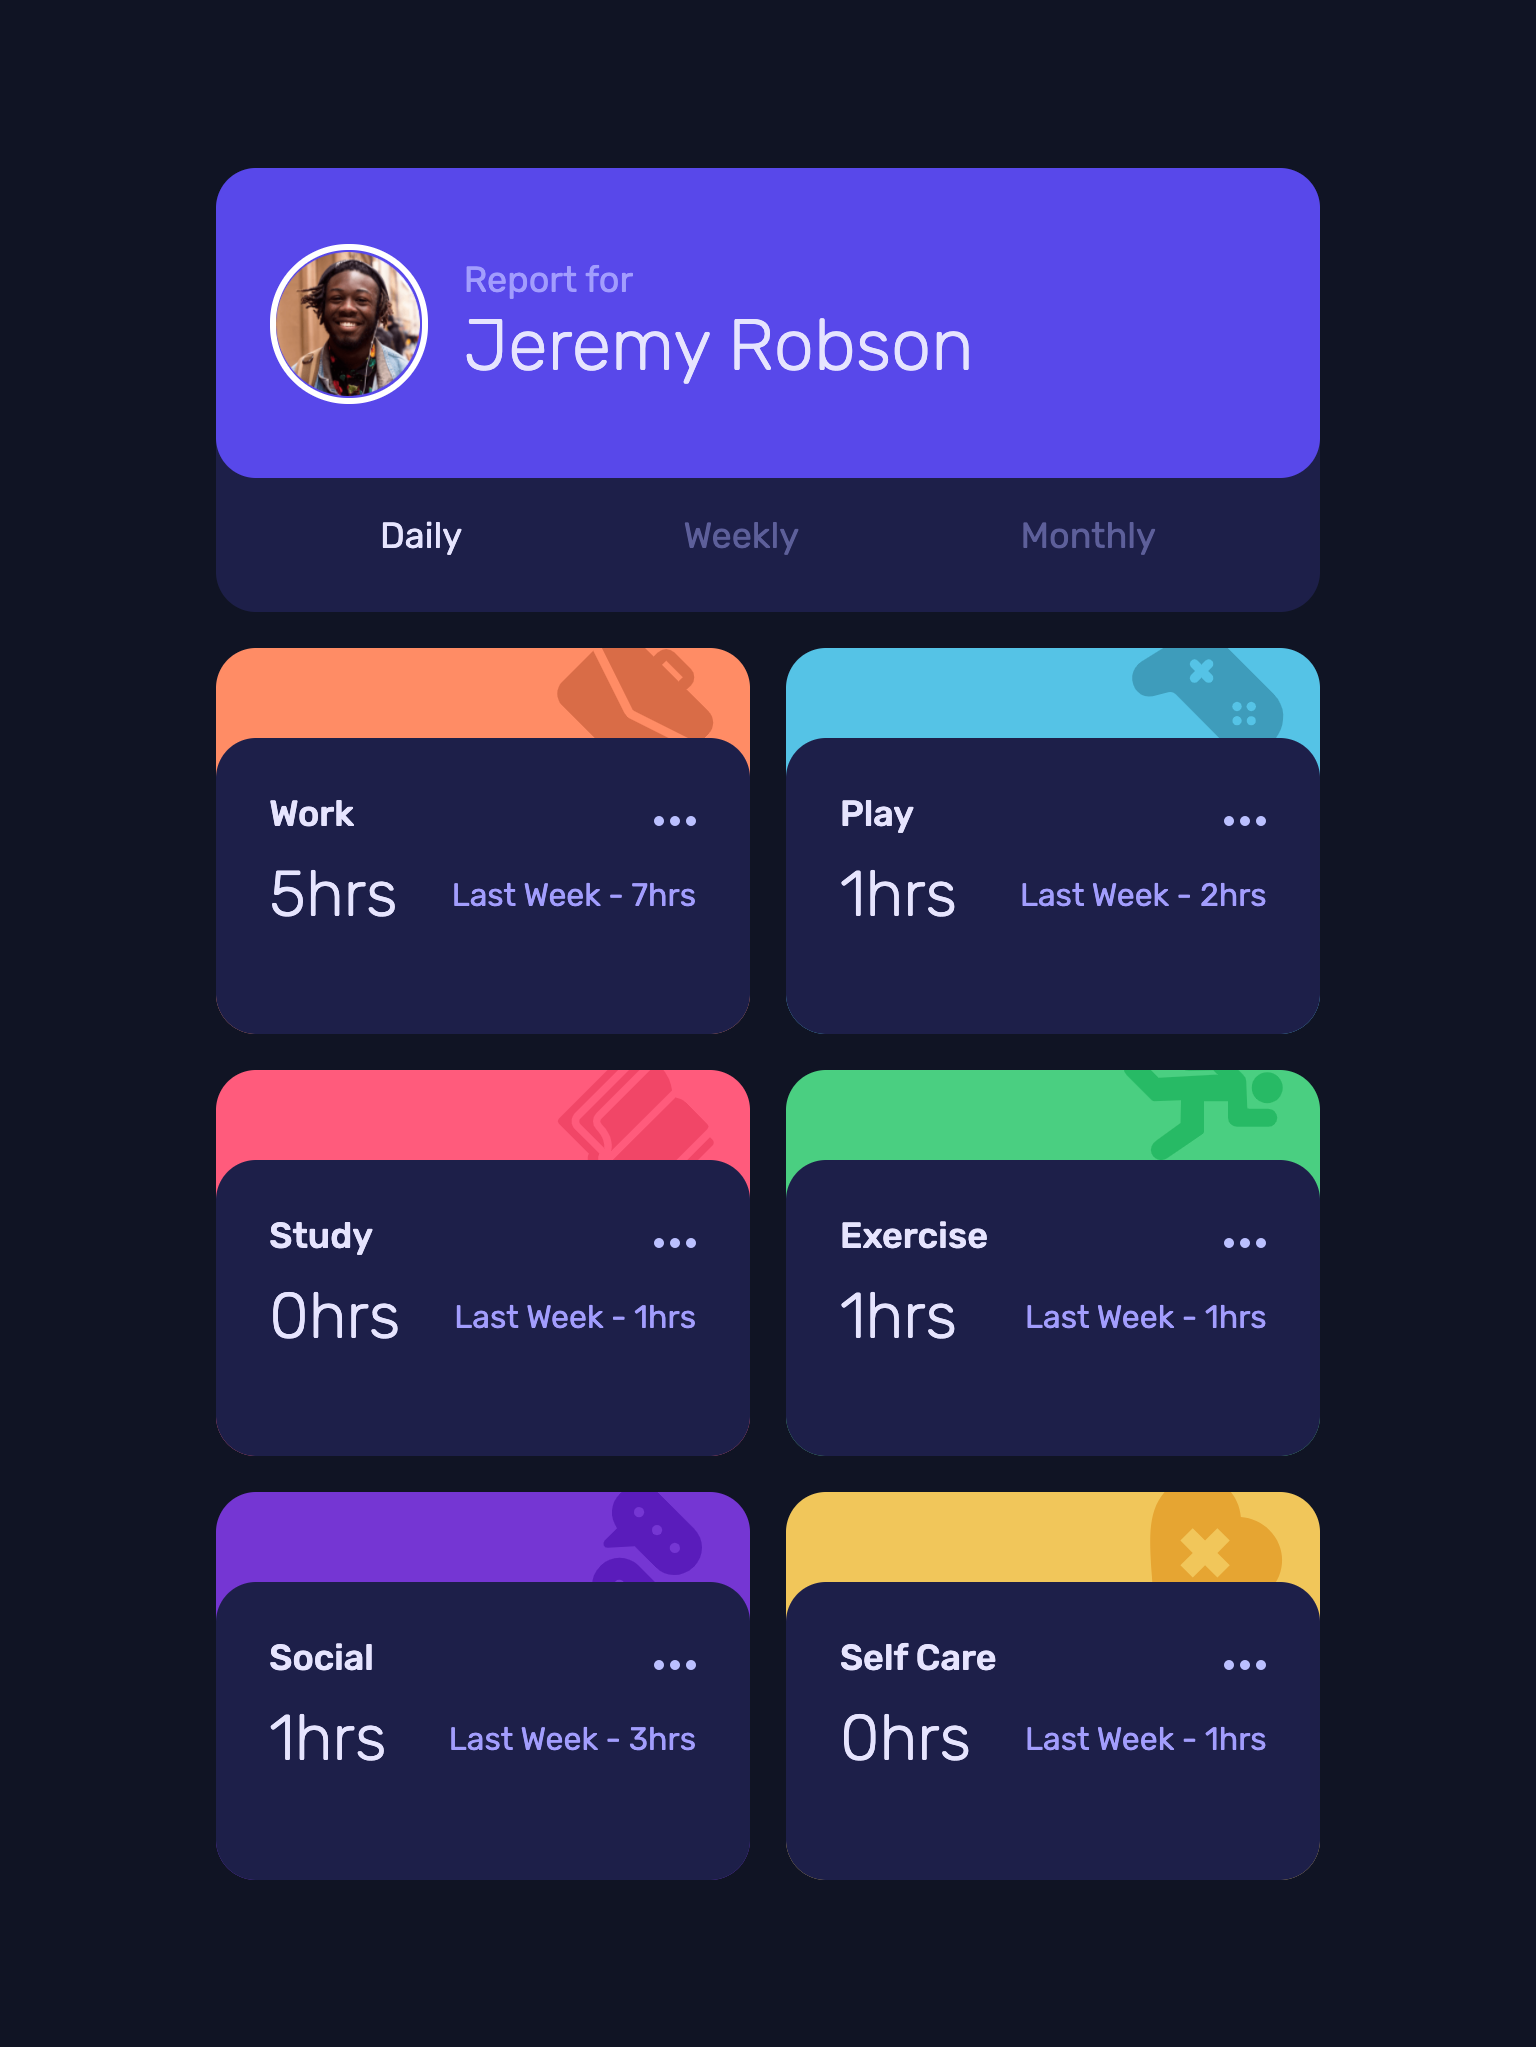 Report for
Jeremy Robson
Daily Weekly Monthly
Work
5hrs Last Week - 7hrs
Play
1hrs Last Week - 2hrs
Study
0hrs Last Week - 1hrs
Exercise
1hrs Last Week - 1hrs
Social
1hrs Last Week - 3hrs
Self Care
0hrs Last Week - 1hrs